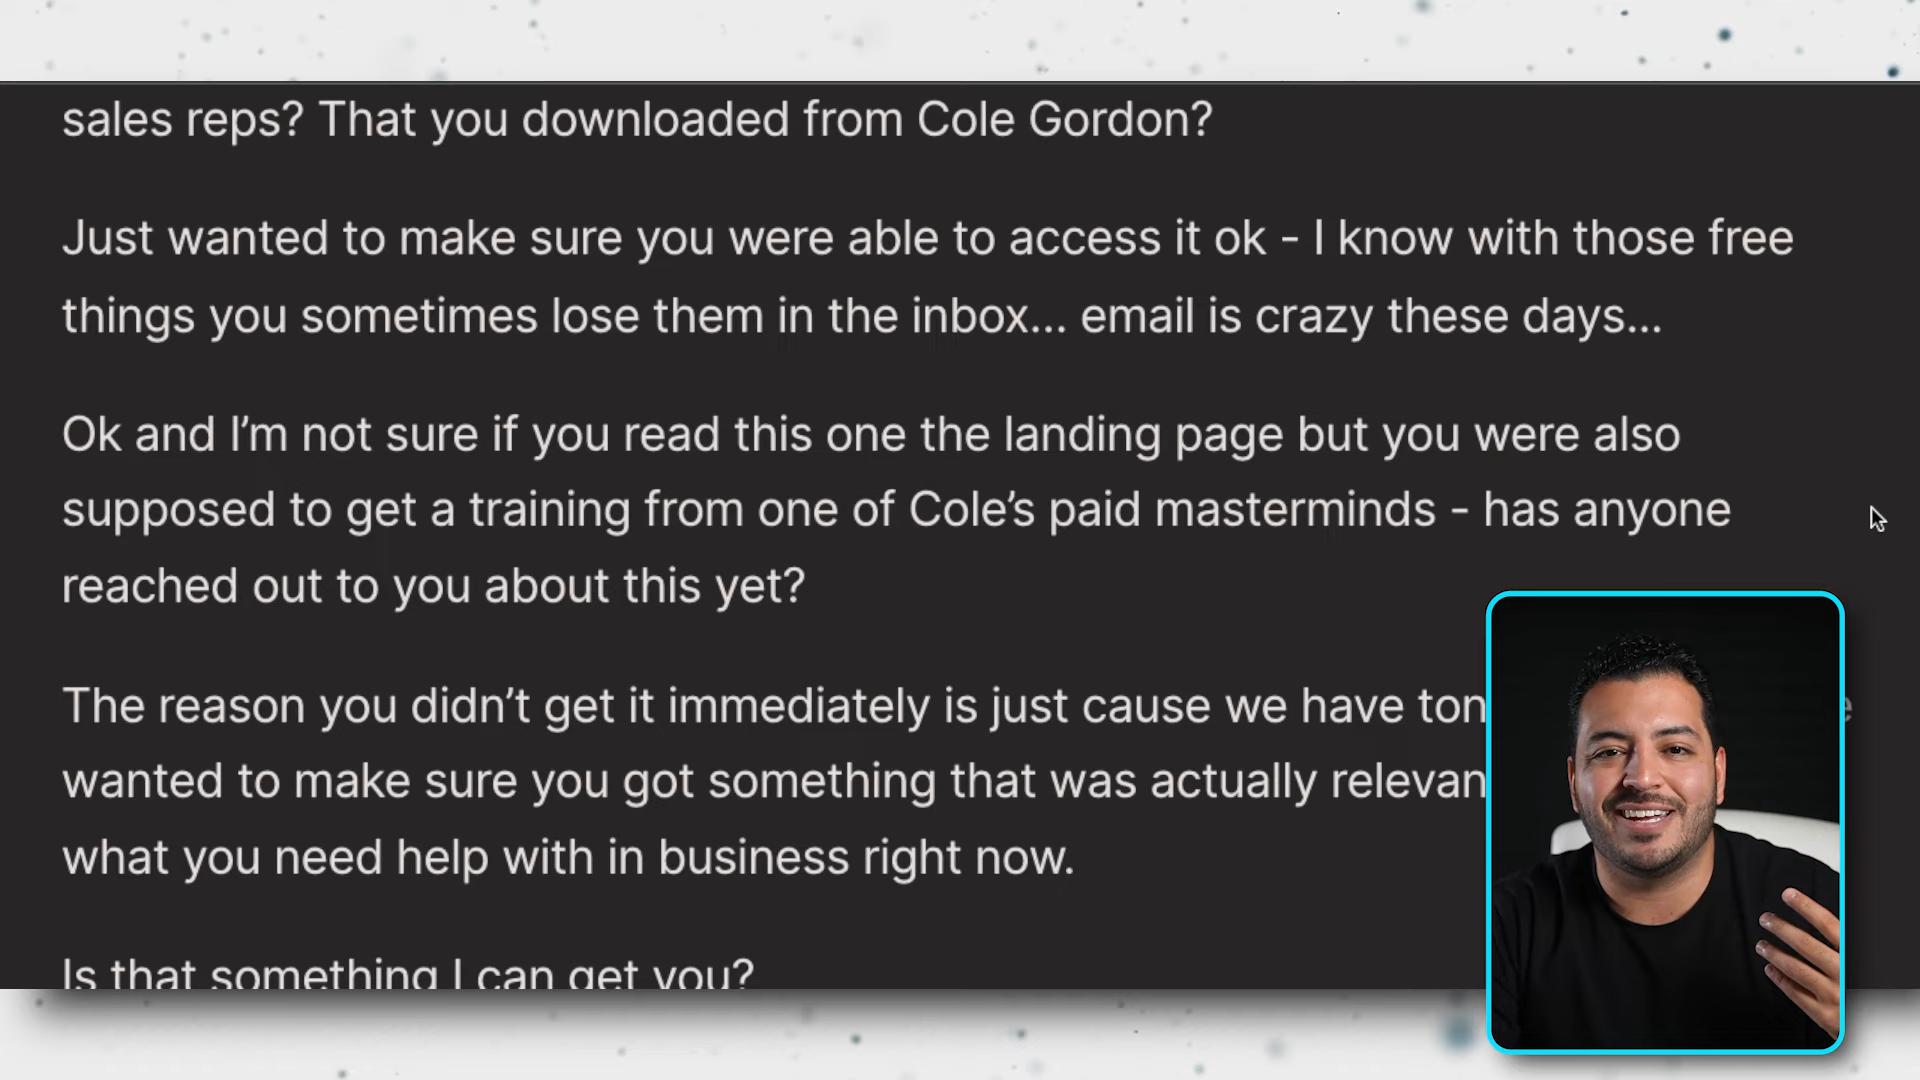 sales reps? That you downloaded from Cole Gordon?
Just wanted to make sure you were able to access it ok - I know with those free
things you sometimes lose them in the inbox... email is crazy these days...
Ok and I'm not sure if you read this one the landing page but you were also
supposed to get a training from one of Cole's paid masterminds - has anyone
reached out to you about this yet?
The reason you didn't get it immediately is just cause we have
wanted to make sure you got something that was actually
what you need help with in business right now.
Is that something I can get you?